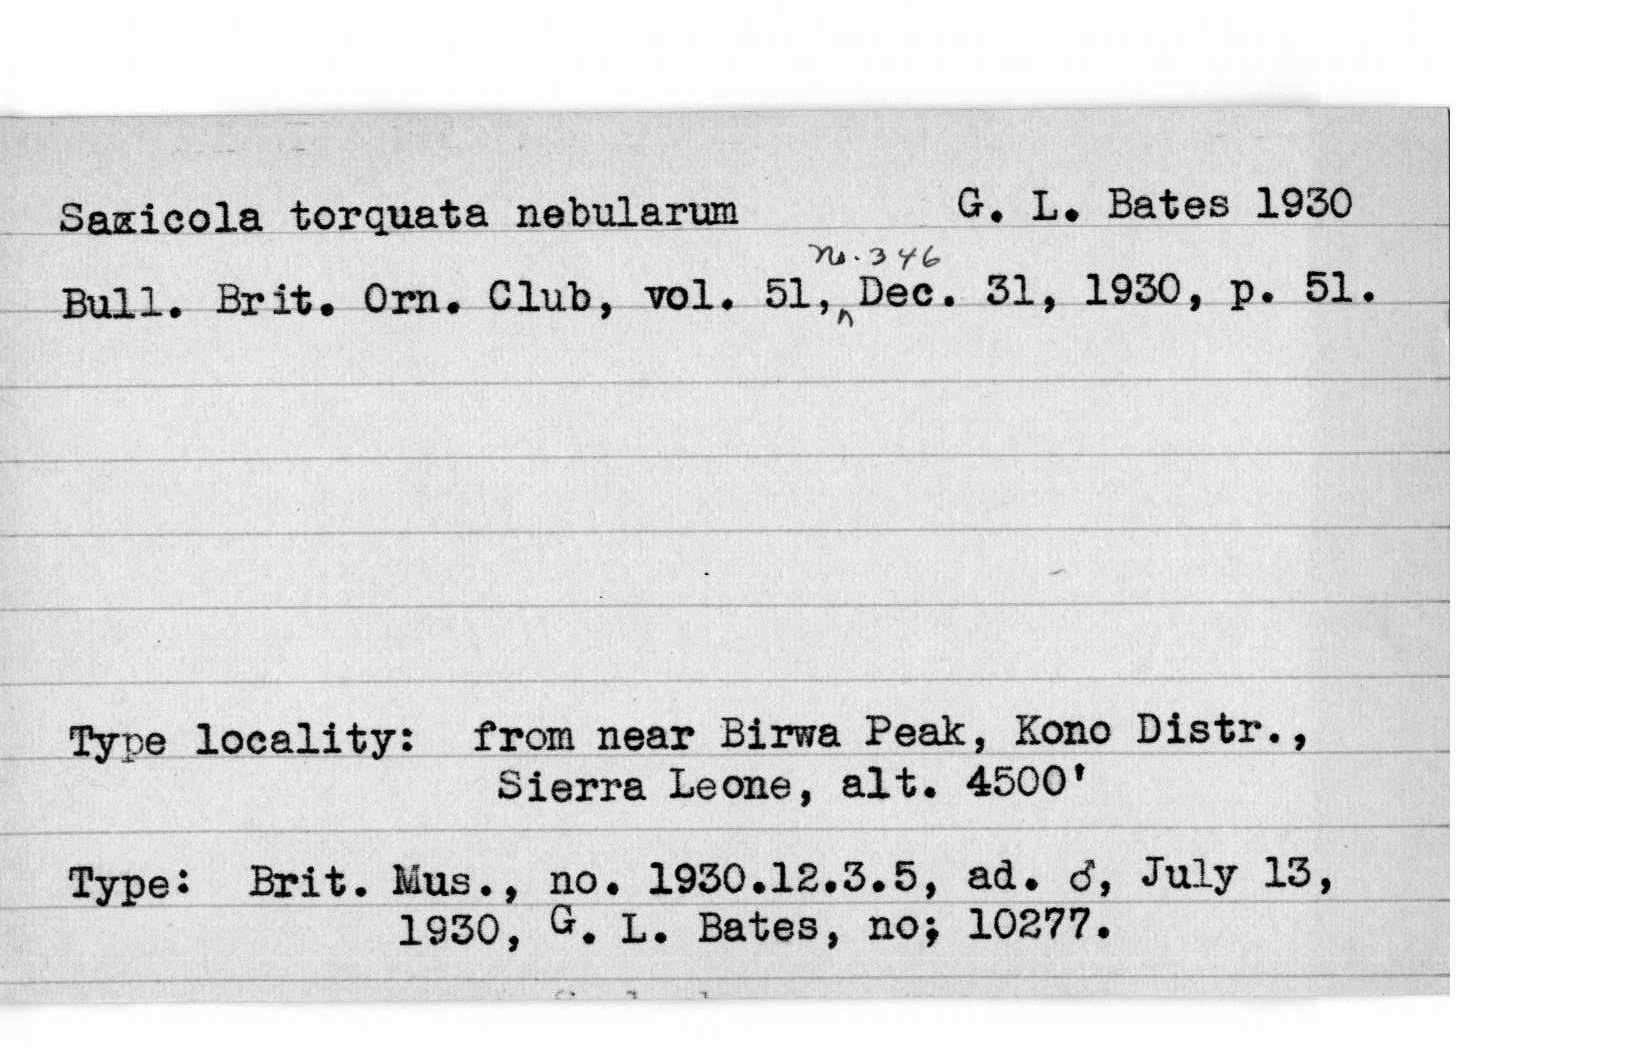 Saxicola torquata nebularum G. L. Bates 1930
no. 346
Bull. Brit. Orn. Club, vol. 51, Dec. 31, 1930, p. 51.
Type locality: from near Birwa Peak, Kono Distr.,
Sierra Leone, alt. 4500'
Type: Brit. Mus., no. 1930.12.3.5, ad. ♂, July 13,
1930, G. L. Bates, no; 10277.